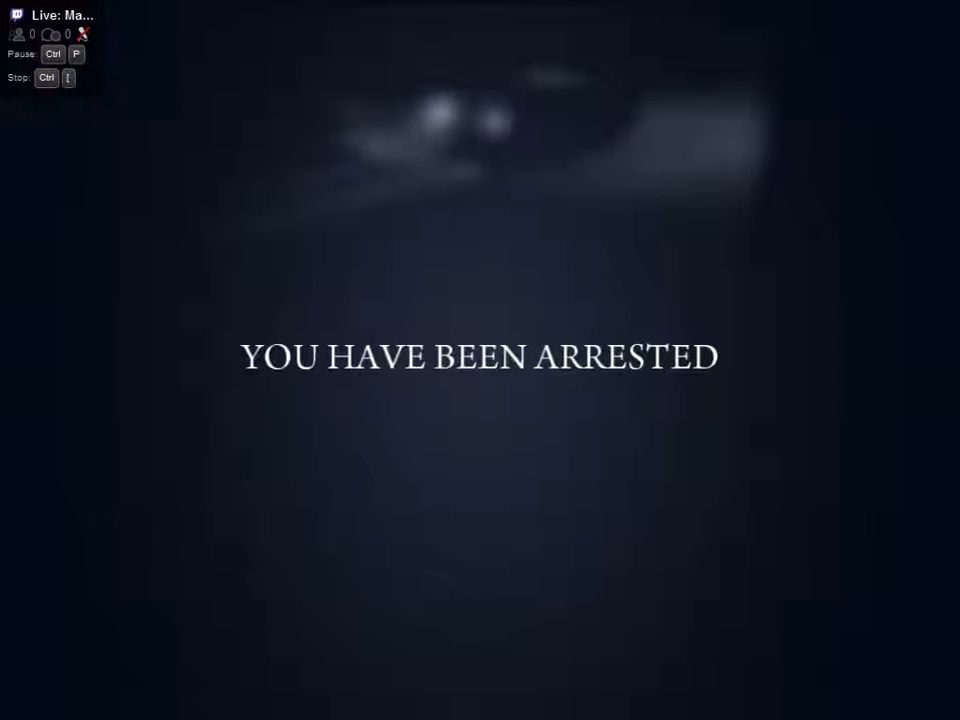 Live: Ma...
0 0
Pause: Ctrl P
Stop: Ctrl [
YOU HAVE BEEN ARRESTED